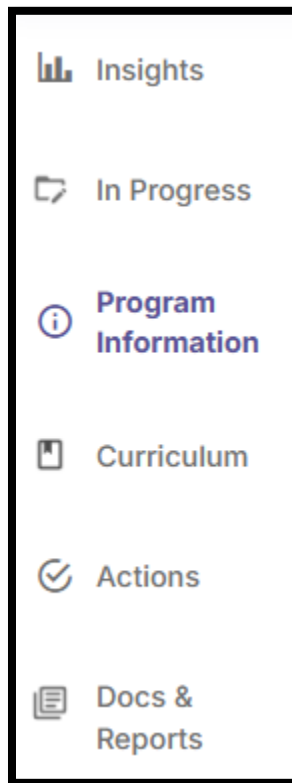 Insights
In Progress
Program
Information
Curriculum
Actions
Docs &
Reports